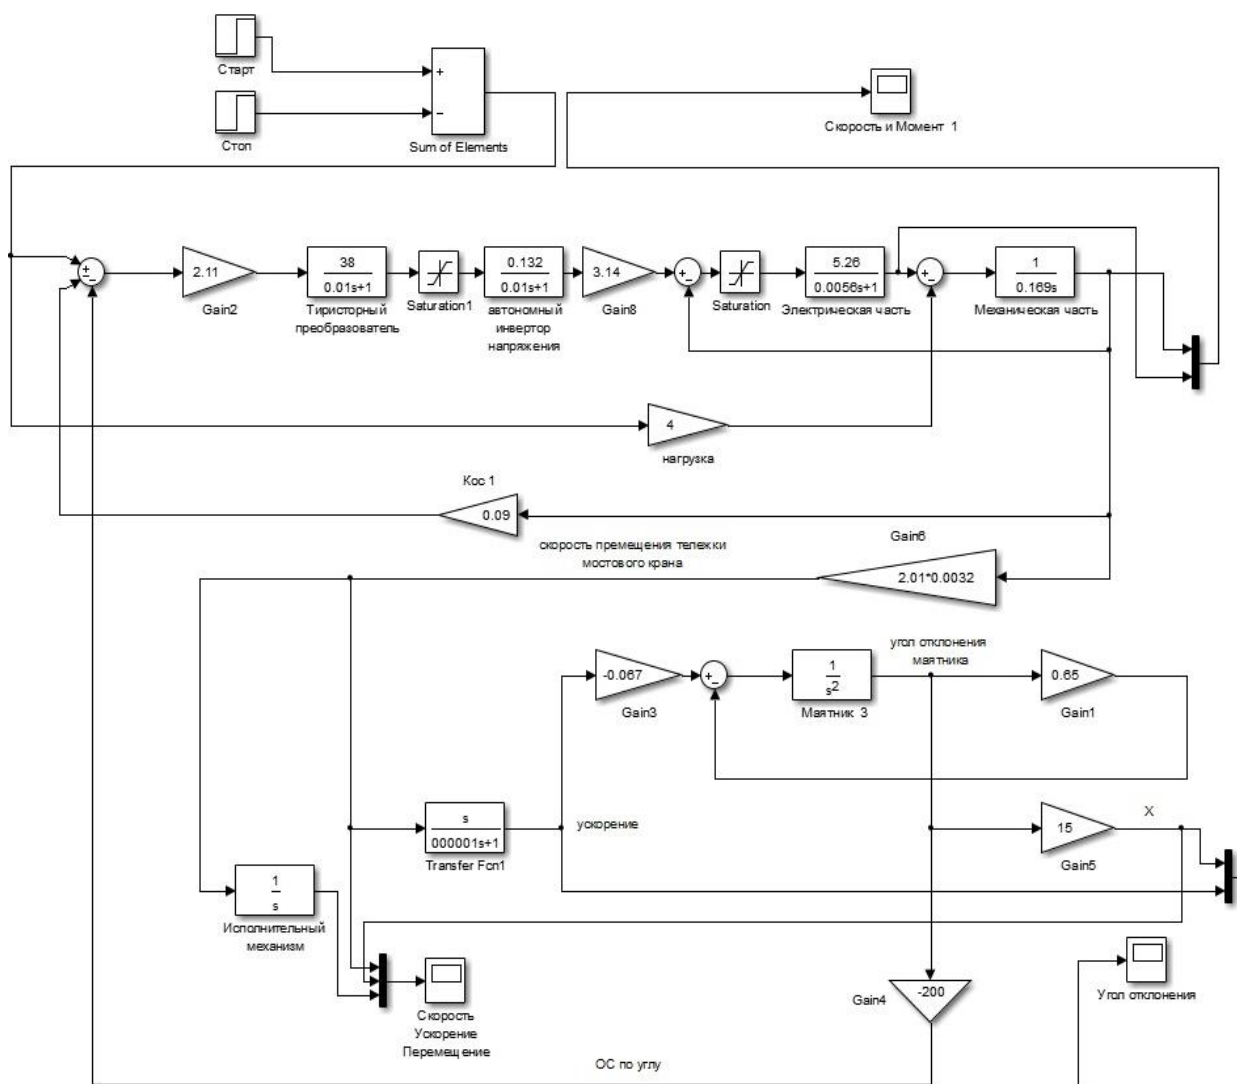 Старт
Стоп
+
−
Sum of Elements
Скорость и Момент 1
+
−
−
2.11
Gain2
38
0.01s+1
Тиристорный
преобразователь
Saturation1
0.132
0.01s+1
автономный
инвертор
напряжения
3.14
Gain8
+
−
Saturation
5.26
0.0056s+1
Электрическая часть
+
−
1
0.169s
Механическая часть
4
нагрузка
Кос 1
0.09
скорость премещения тележки
мостового крана
Gain6
2.01*0.0032
-0.067
Gain3
+
−
1
s2
Маятник 3
угол отклонения
маятника
0.65
Gain1
s
000001s+1
Transfer Fcn1
ускорение
15
Gain5
X
1
s
Исполнительный
механизм
Скорость
Ускорение
Перемещение
-200
Gain4
Угол отклонения
ОС по углу